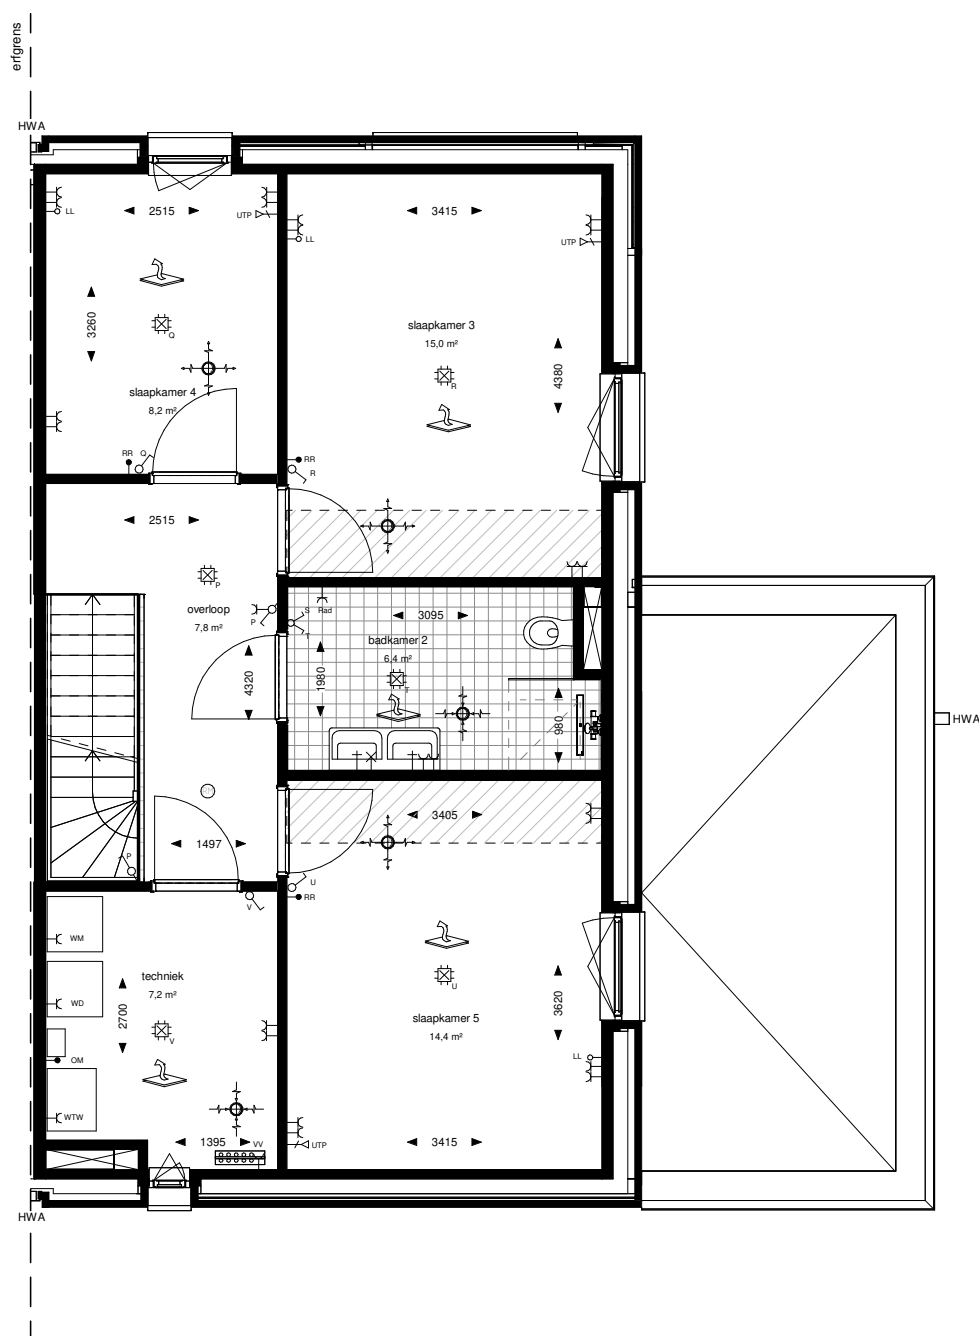 erfgrens
HWA
2515
3415
LL
UTP
LL
UTP
3260
Q
slaapkamer 3
15,0 m²
4380
R
slaapkamer 4
8,2 m²
RR
Q
RR
R
2515
P
overloop
7,8 m²
P
S
Rad
T
3095
badkamer 2
6,4 m²
4320
1980
T
980
HWA
RM
3405
1497
P
U
RR
V
WM
techniek
7,2 m²
WD
2700
V
U
3620
slaapkamer 5
14,4 m²
OM
LL
WTW
1395
VV
UTP
3415
HWA